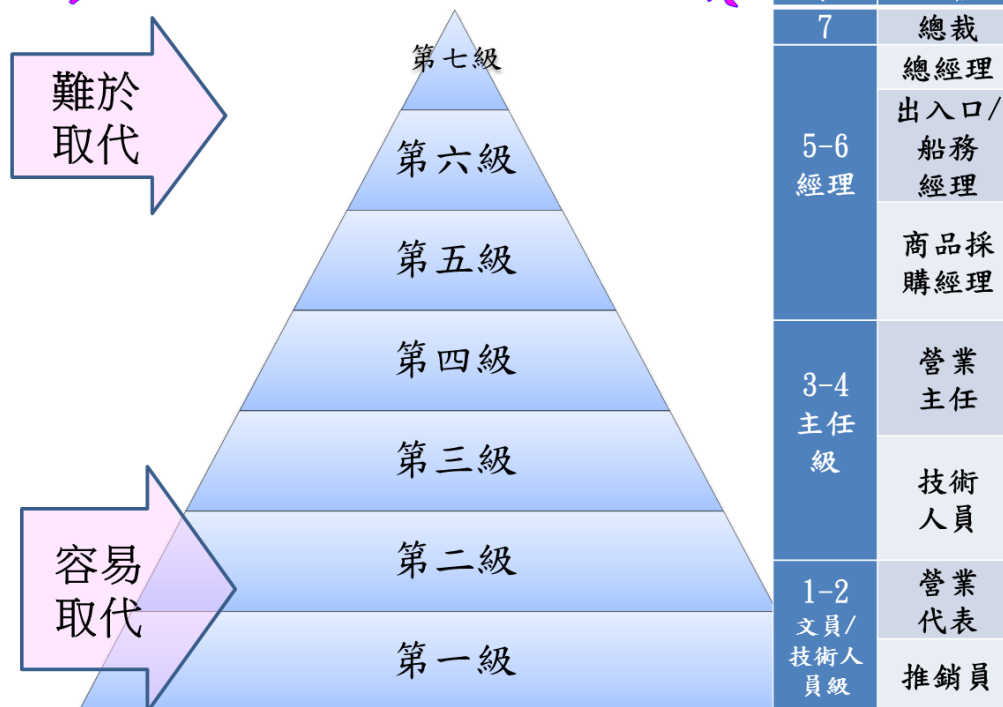 難於
取代
容易
取代
第七級
第六級
第五級
第四級
第三級
第二級
第一級
7
總裁
5-6
經理
總經理
出入口/
船務
經理
商品採
購經理
3-4
主任
級
營業
主任
技術
人員
1-2
文員/
技術人
員級
營業
代表
推銷員